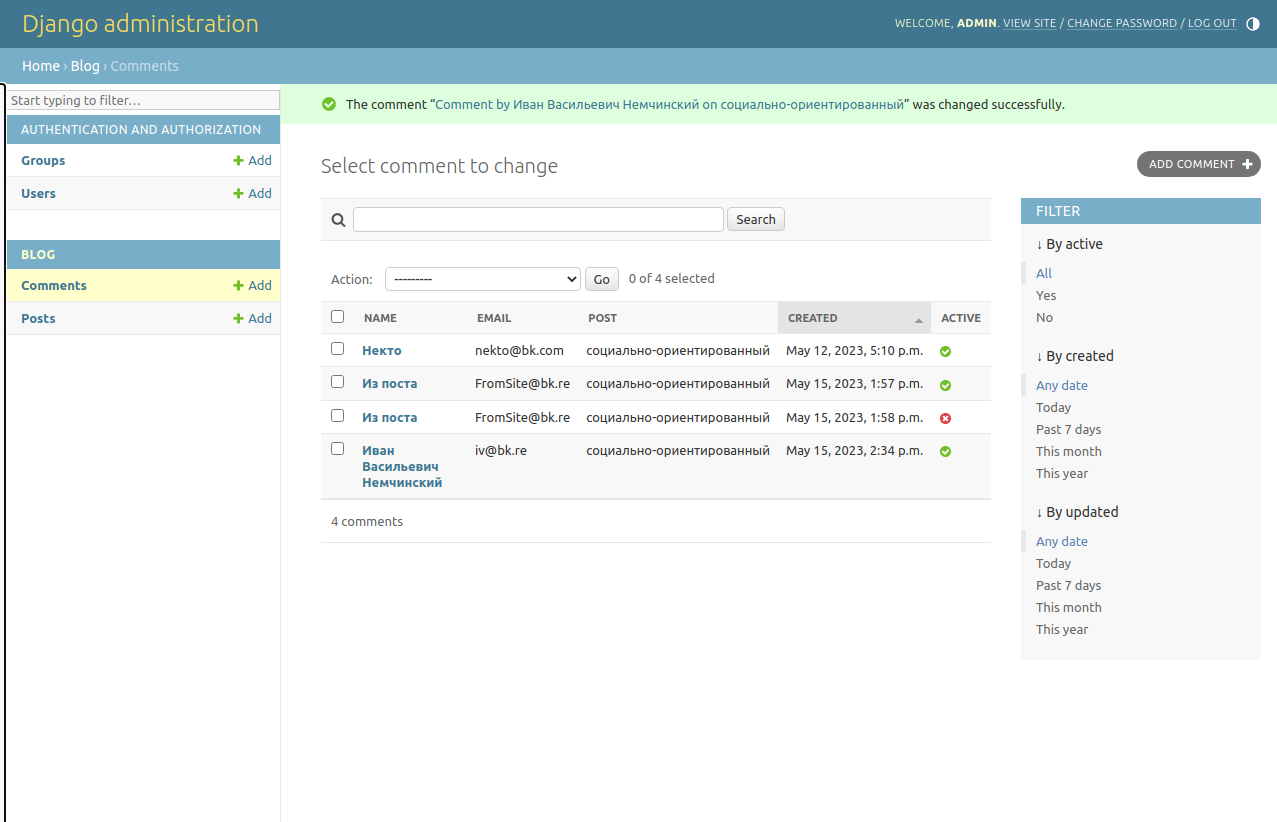 Django administration
WELCOME, ADMIN. VIEW SITE / CHANGE PASSWORD / LOG OUT
Home › Blog › Comments
Start typing to filter…
AUTHENTICATION AND AUTHORIZATION
Groups Add
Users Add
BLOG
Comments Add
Posts Add
The comment “Comment by Иван Васильевич Немчинский on социально-ориентированный” was changed successfully.
Select comment to change
ADD COMMENT
Search
Action: --------- Go 0 of 4 selected
NAME EMAIL POST CREATED ACTIVE
Некто nekto@bk.com социально-ориентированный May 12, 2023, 5:10 p.m.
Из поста FromSite@bk.re социально-ориентированный May 15, 2023, 1:57 p.m.
Из поста FromSite@bk.re социально-ориентированный May 15, 2023, 1:58 p.m.
Иван iv@bk.re социально-ориентированный May 15, 2023, 2:34 p.m.
Васильевич
Немчинский
4 comments
FILTER
↓ By active
All
Yes
No
↓ By created
Any date
Today
Past 7 days
This month
This year
↓ By updated
Any date
Today
Past 7 days
This month
This year